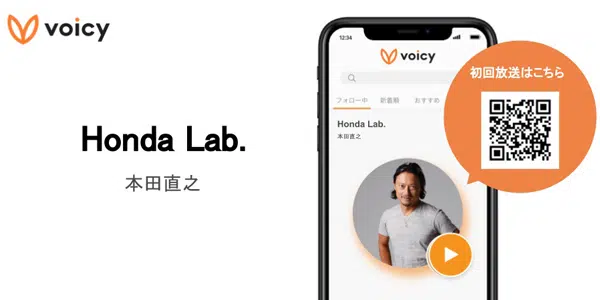 voicy
Honda Lab.
本田直之
12:34
voicy
フォロー中 新着順 おすすめ
Honda Lab.
本田直之
初回放送はこちら